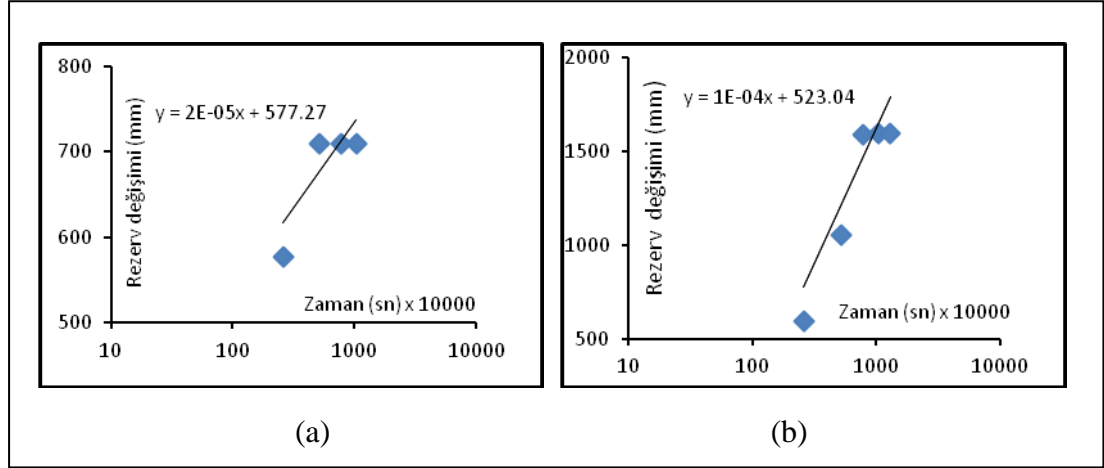 800
700
600
500
10
100
1000
10000
Rezerv değişimi (mm)
y = 2E-05x + 577.27
Zaman (sn) x 10000
(a)
2000
1500
1000
500
10
100
1000
10000
Rezerv değişimi (mm)
y = 1E-04x + 523.04
Zaman (sn) x 10000
(b)